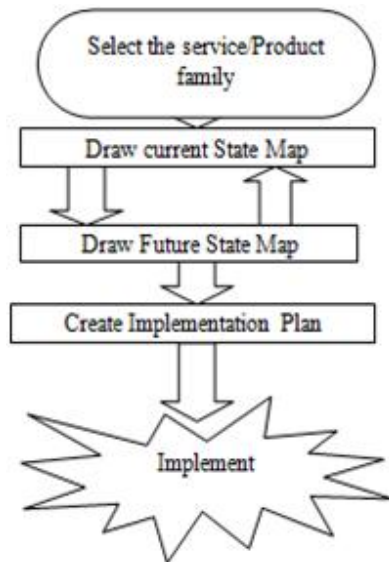 Select the service/Product
family
Draw current State Map
Draw Future State Map
Create Implementation Plan
Implement